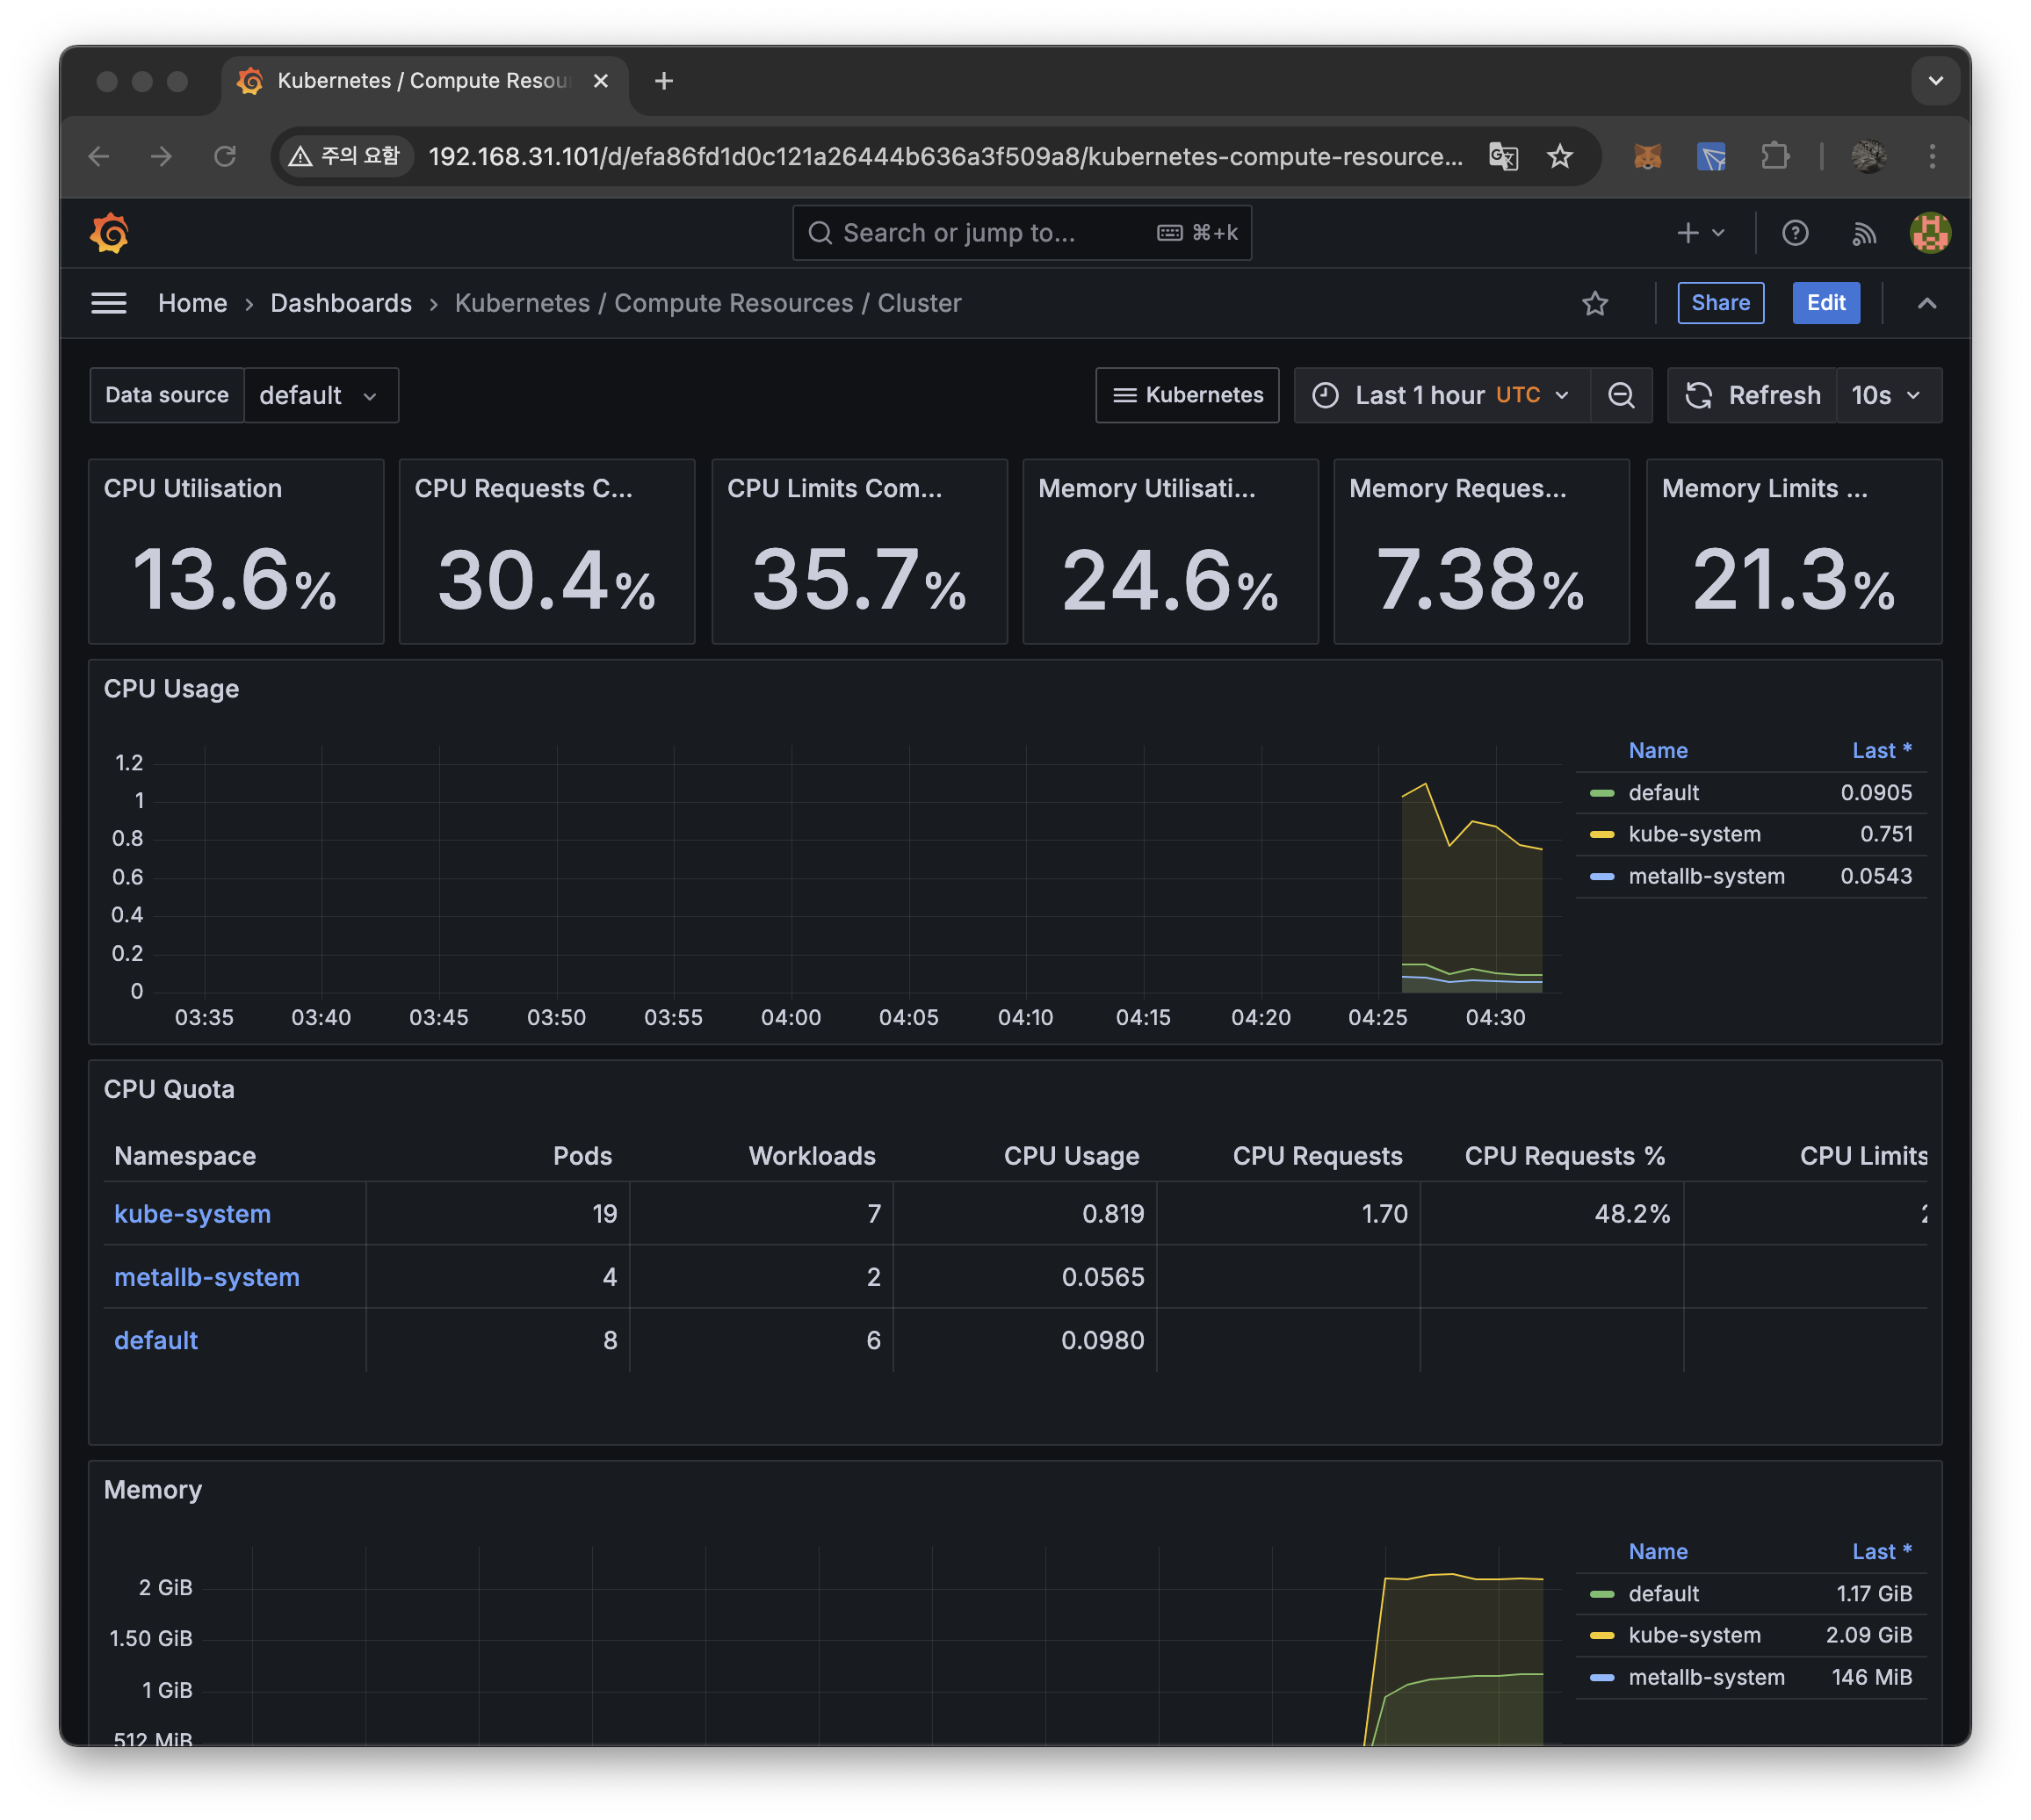 Kubernetes / Compute Resou
주의 요함
192.168.31.101/d/efa86fd1d0c121a26444b636a3f509a8/kubernetes-compute-resource...
Search or jump to...
⌘+k
Home › Dashboards › Kubernetes / Compute Resources / Cluster
Share
Edit
Data source
default
Kubernetes
Last 1 hour UTC
Refresh
10s
CPU Utilisation
CPU Requests C...
CPU Limits Com...
Memory Utilisati...
Memory Reques...
Memory Limits ...
13.6%
30.4%
35.7%
24.6%
7.38%
21.3%
CPU Usage
1.2
1
0.8
0.6
0.4
0.2
0
03:35 03:40 03:45 03:50 03:55 04:00 04:05 04:10 04:15 04:20 04:25 04:30
Name Last *
default 0.0905
kube-system 0.751
metallb-system 0.0543
CPU Quota
Namespace Pods Workloads CPU Usage CPU Requests CPU Requests % CPU Limits
kube-system 19 7 0.819 1.70 48.2%
metallb-system 4 2 0.0565
default 8 6 0.0980
Memory
2 GiB
1.50 GiB
1 GiB
512 MiB
Name Last *
default 1.17 GiB
kube-system 2.09 GiB
metallb-system 146 MiB